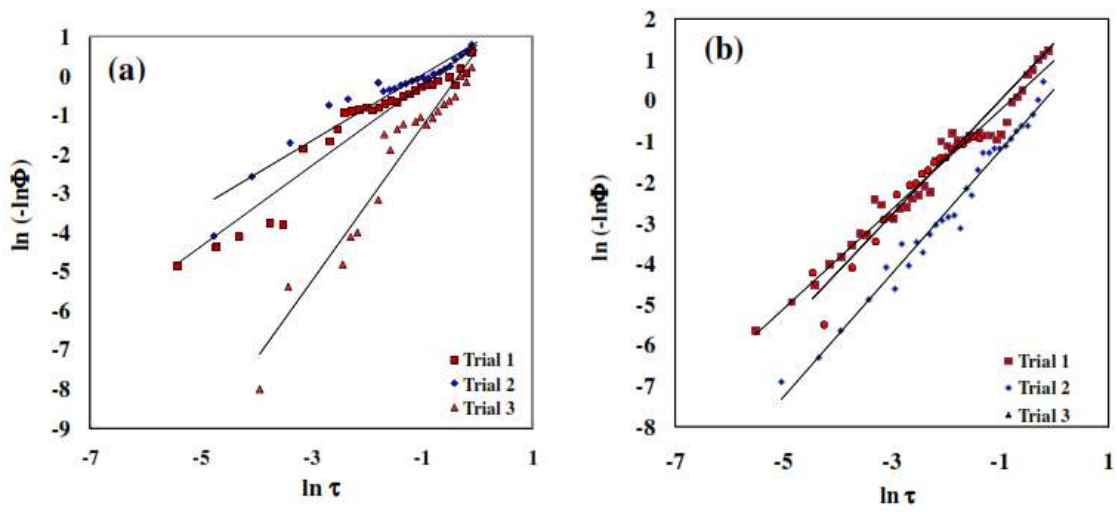 (a)
1
0
-1
-2
-3
-4
-5
-6
-7
-8
-9
ln (-lnΦ)
Trial 1
Trial 2
Trial 3
-7 -5 -3 -1 1
ln τ
(b)
2
1
0
-1
-2
-3
-4
-5
-6
-7
-8
ln (-lnΦ)
Trial 1
Trial 2
Trial 3
-7 -5 -3 -1 1
ln τ